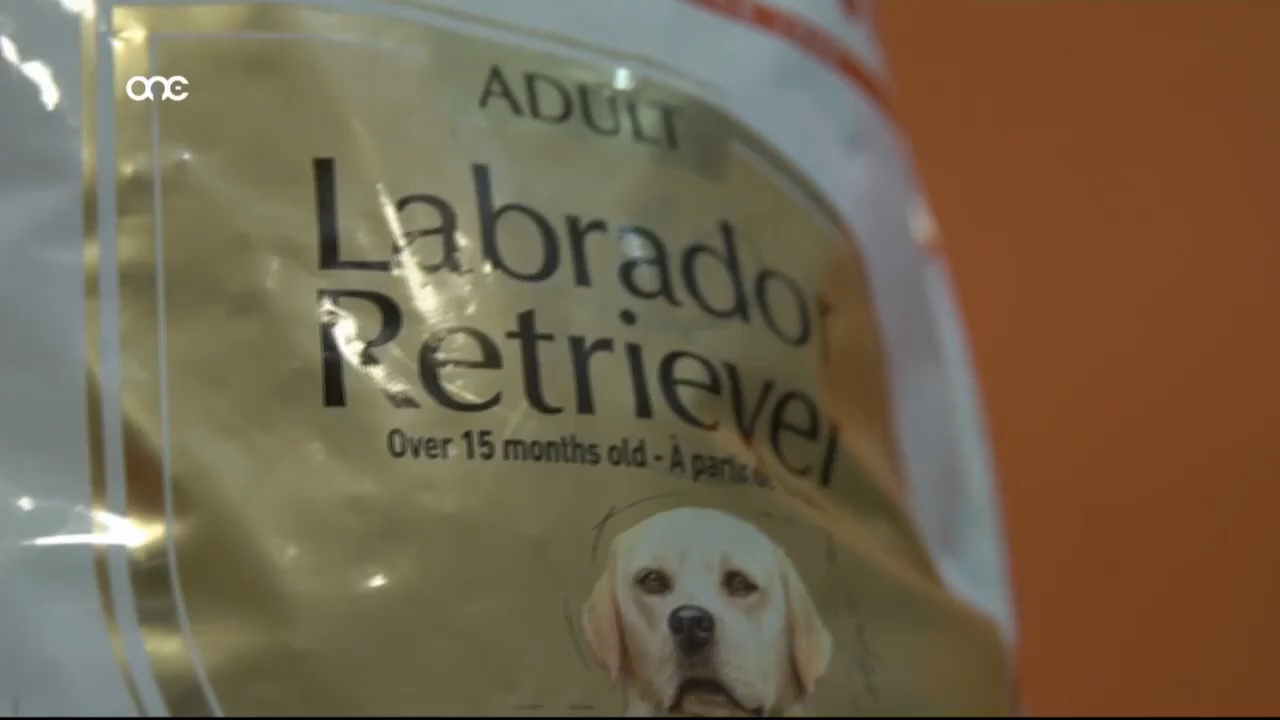 one
ADULT
Labrador
Retriever
Over 15 months old - À partir